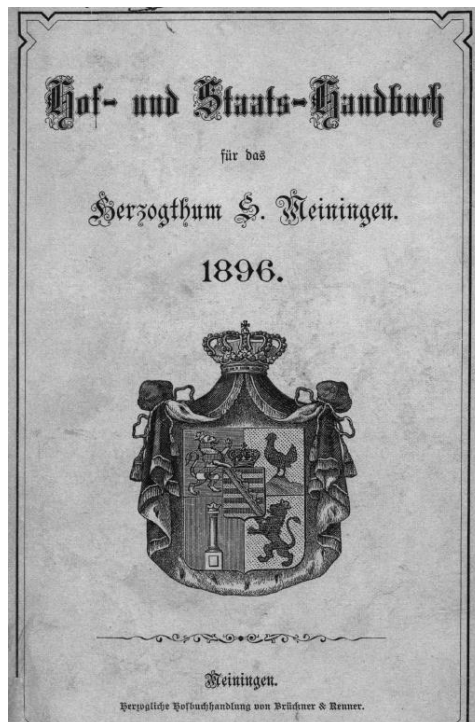 Hof- und Staats-Handbuch
für das
Herzogthum S. Meiningen.
1896.
Meiningen.
Herzogliche Hofbuchhandlung von Brückner & Renner.